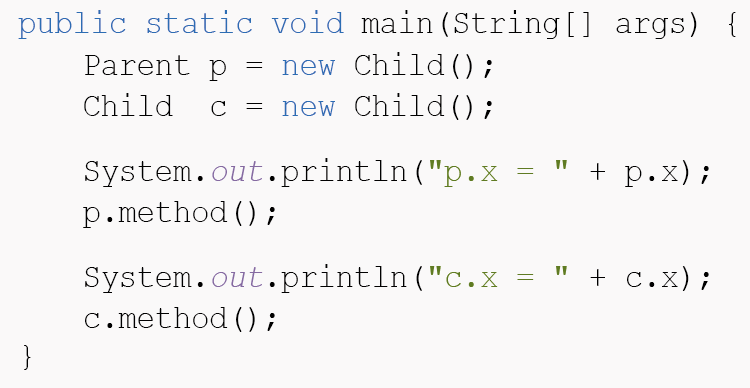 public static void main(String[] args) {
    Parent p = new Child();
    Child  c = new Child();

    System.out.println("p.x = " + p.x);
    p.method();

    System.out.println("c.x = " + c.x);
    c.method();
}